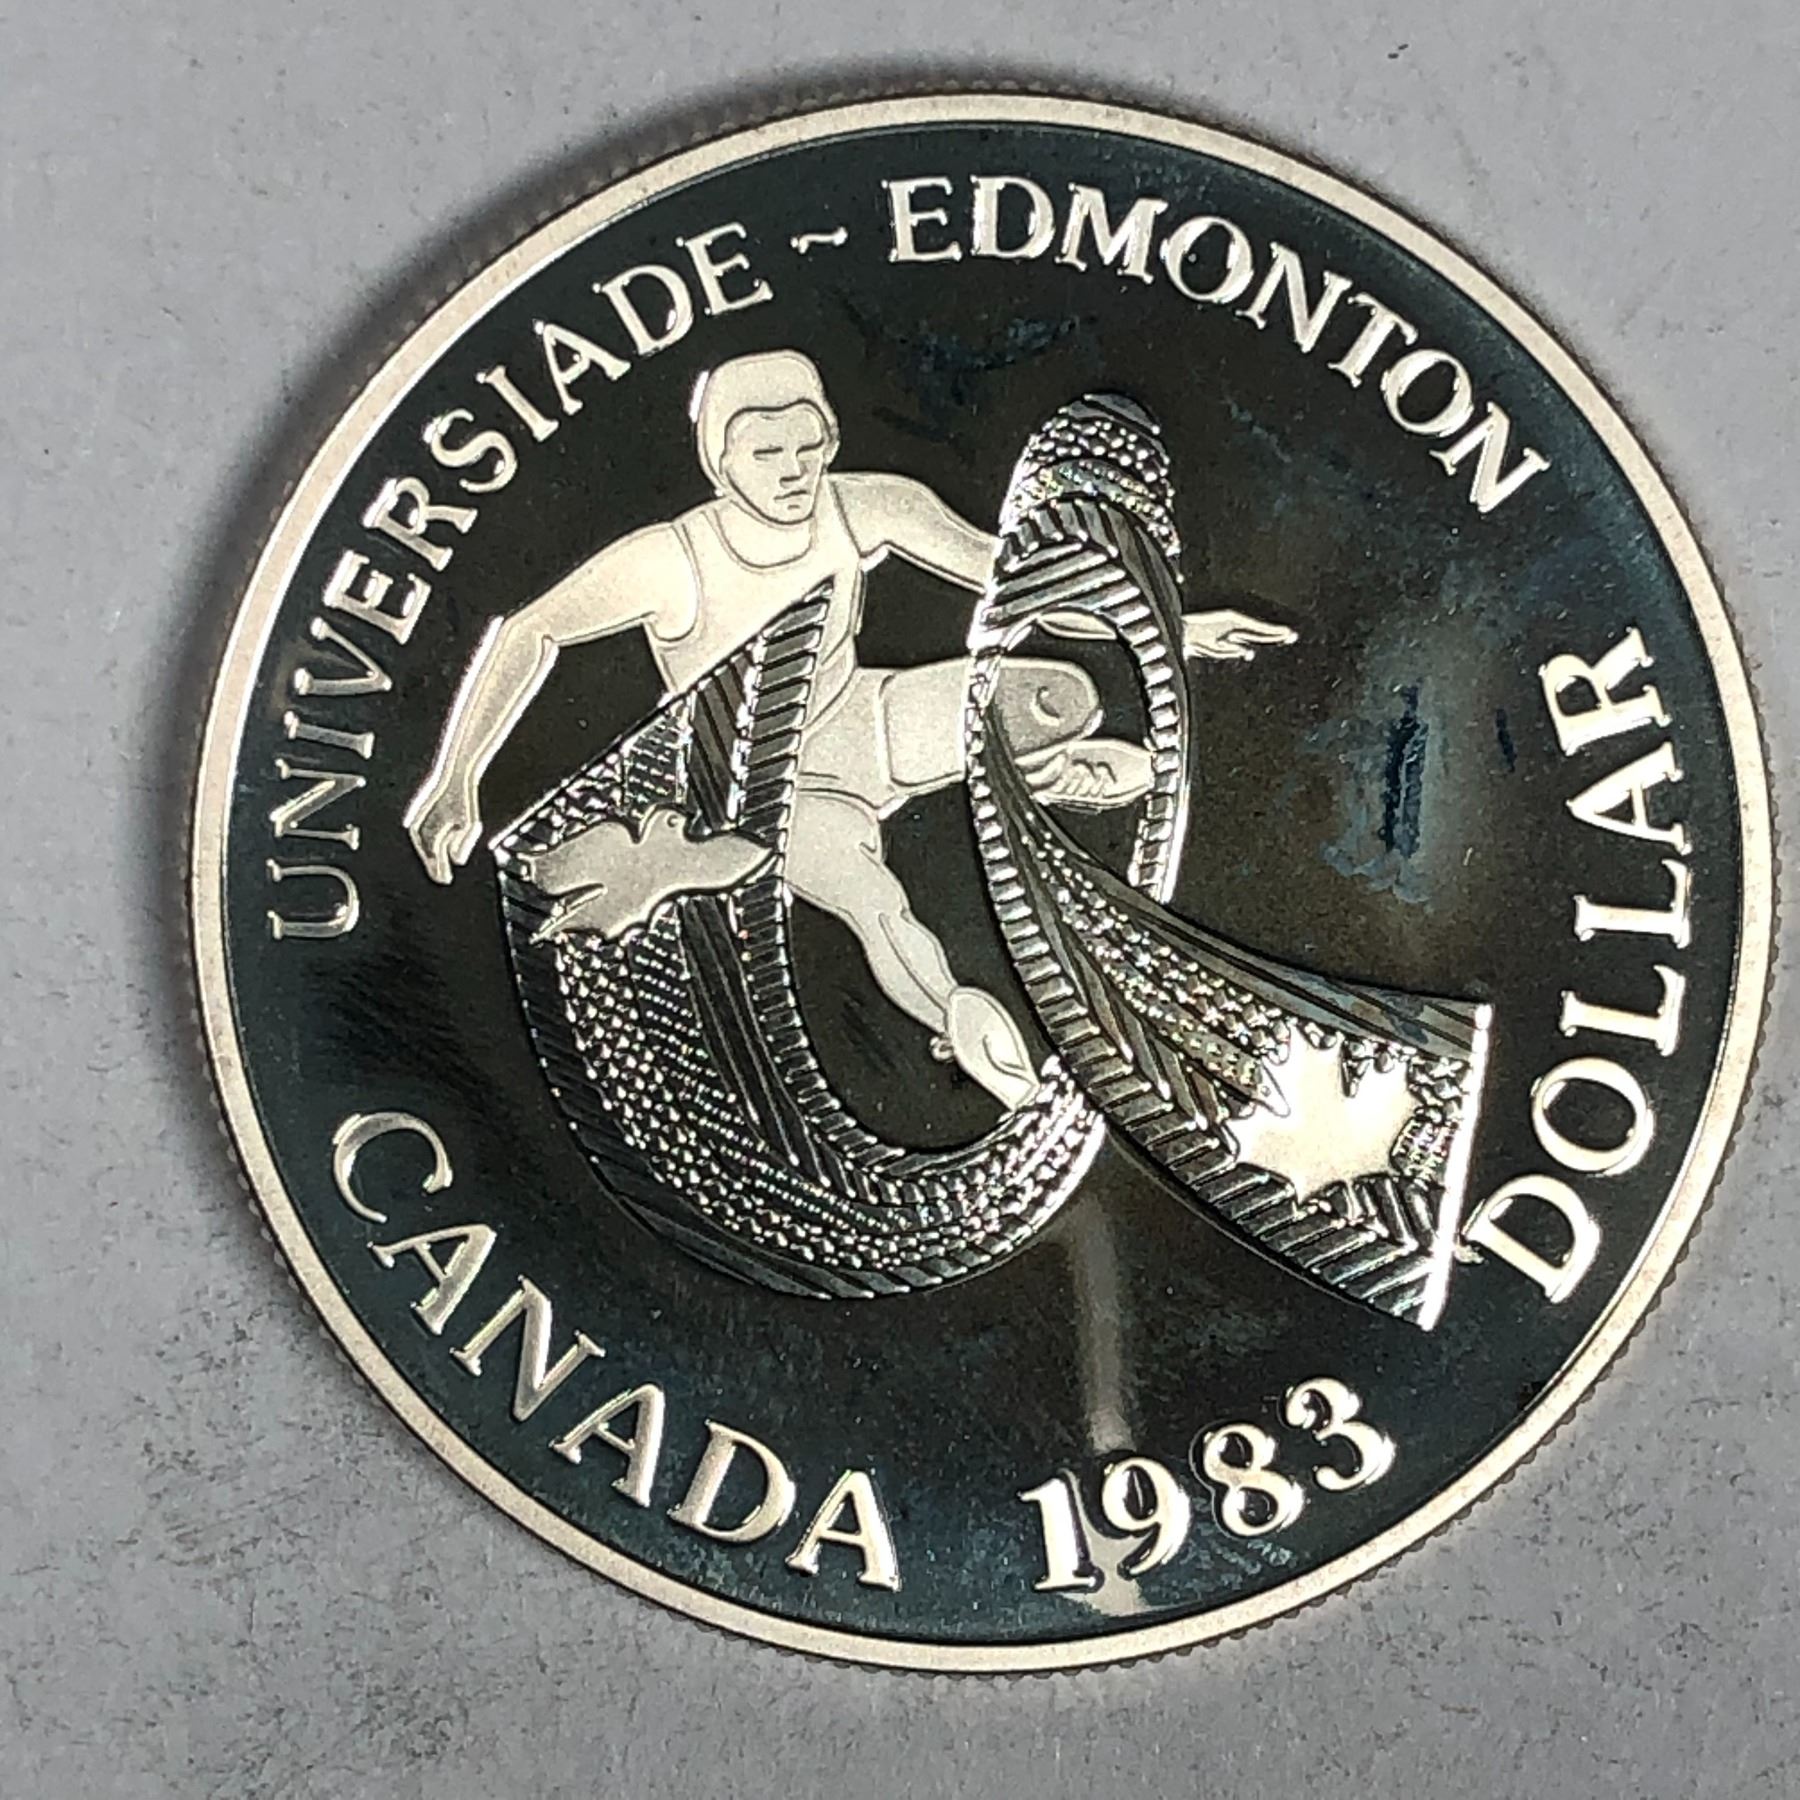 UNIVERSIADE ~ EDMONTON
CANADA 1983 DOLLAR